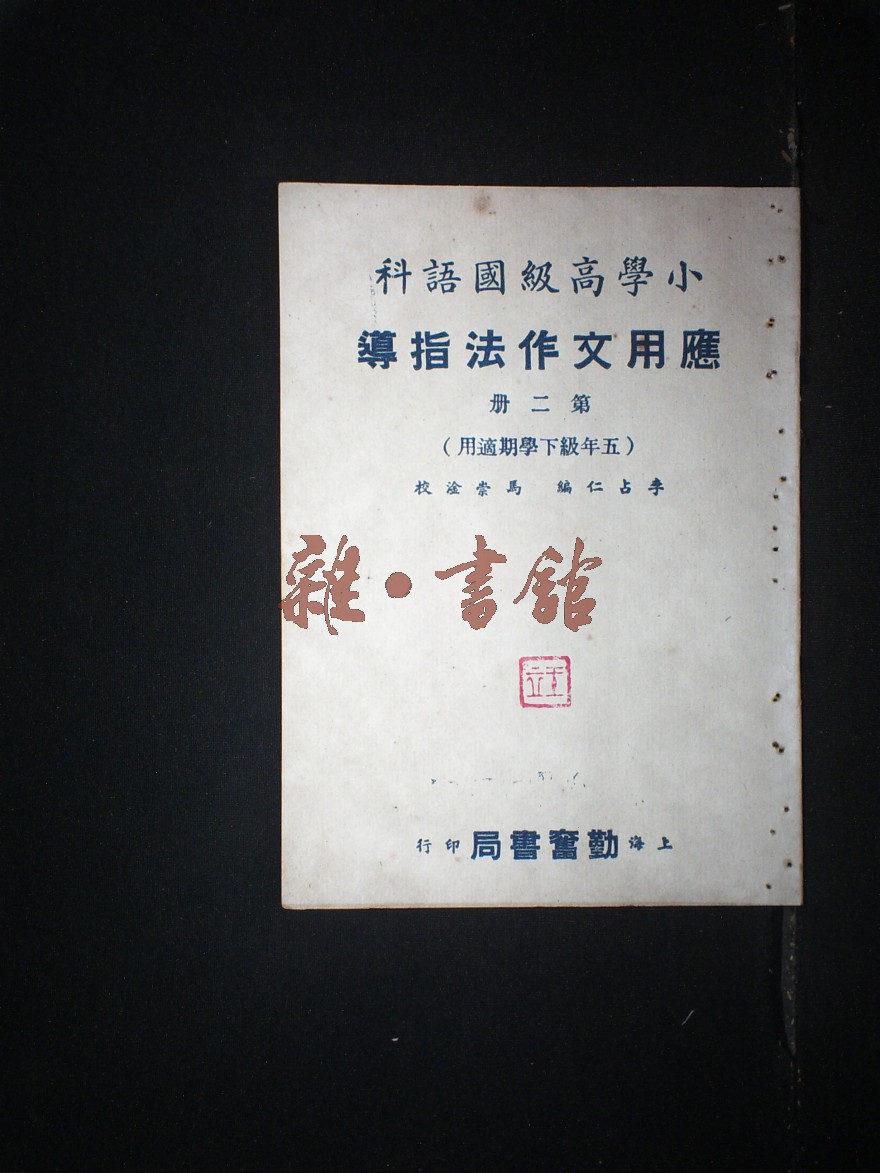 小學高級國語科
應用文作法指導
第二册
（五年級下學期適用）
李占仁編 馬崇淦校
雜·書館
上海勤奮書局印行